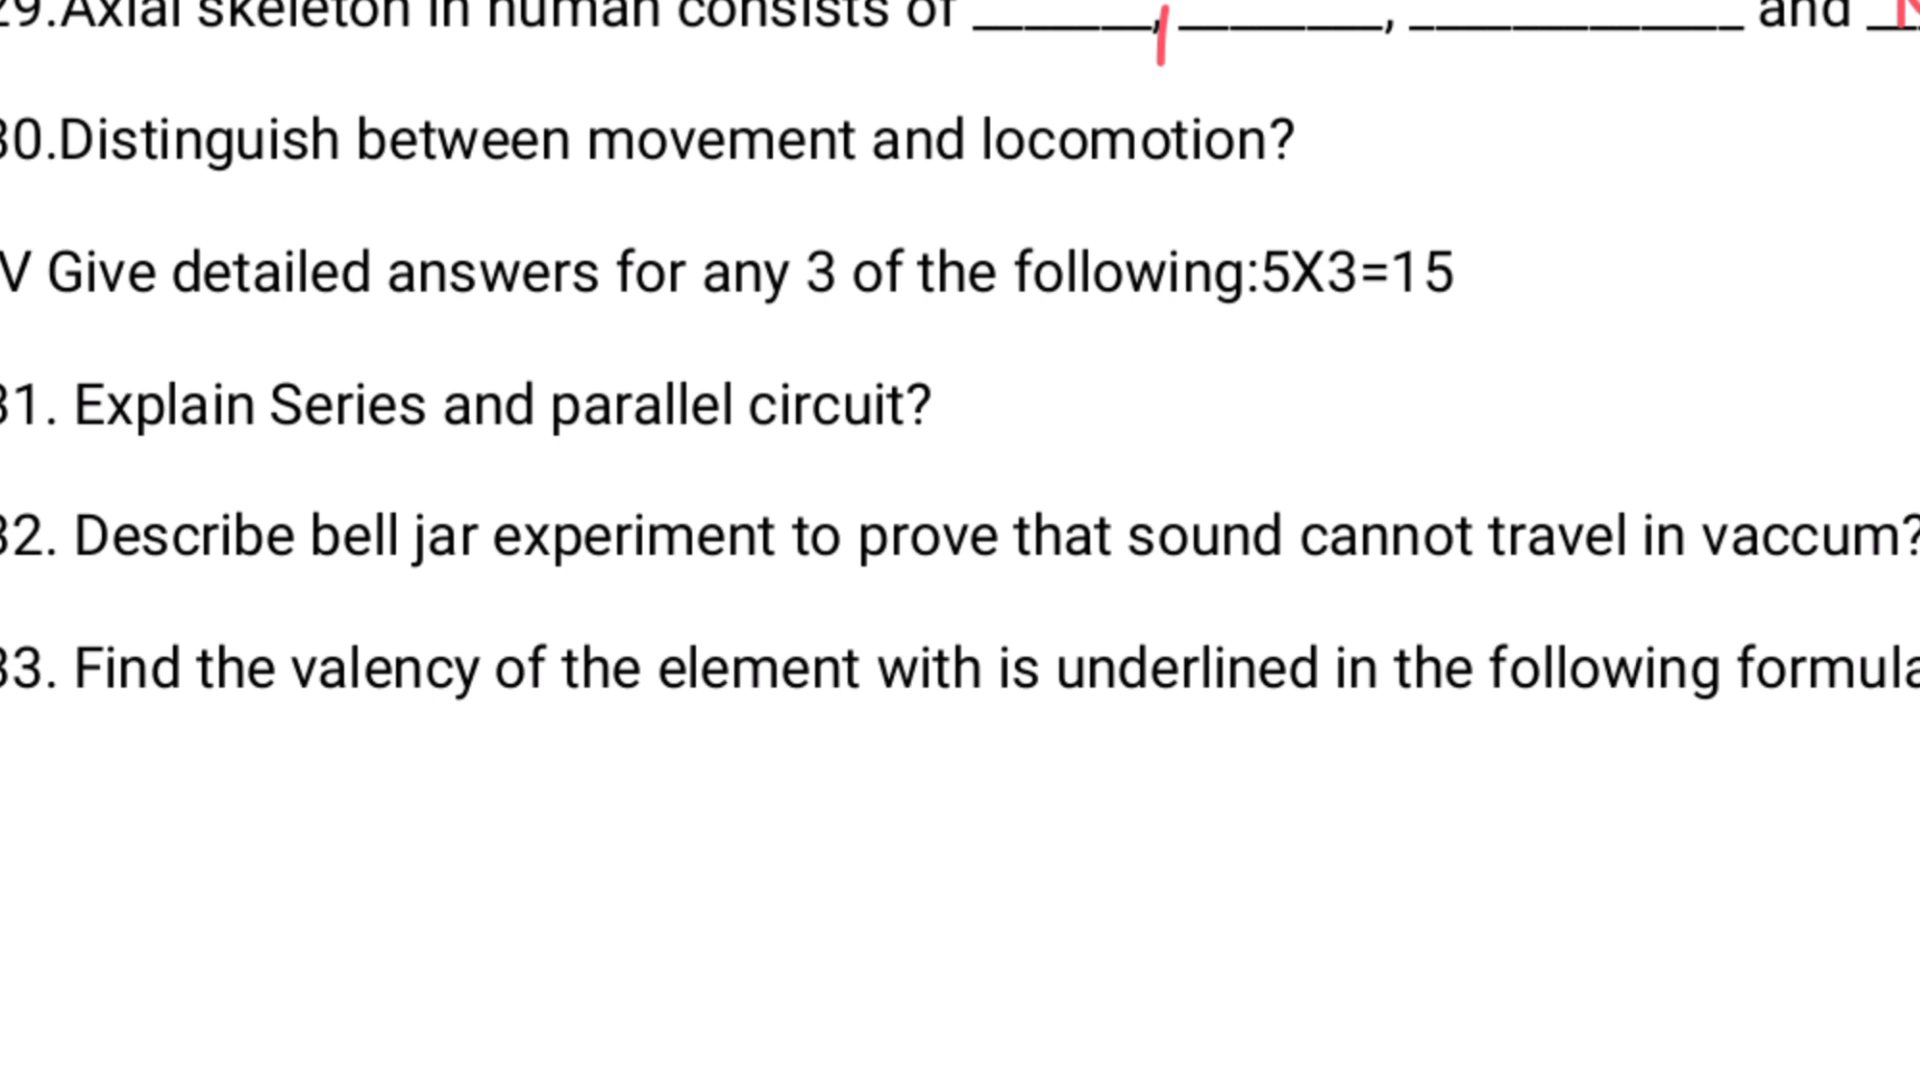 29.Axial skeleton in human consists of _______, ________, _____________ and __
30.Distinguish between movement and locomotion?
V Give detailed answers for any 3 of the following:5X3=15
31. Explain Series and parallel circuit?
32. Describe bell jar experiment to prove that sound cannot travel in vaccum?
33. Find the valency of the element with is underlined in the following formula